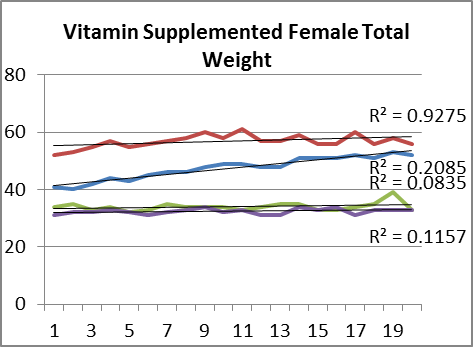 Vitamin Supplemented Female Total
Weight
80
60
40
20
0
R² = 0.9275
R² = 0.2085
R² = 0.0835
R² = 0.1157
1 3 5 7 9 11 13 15 17 19